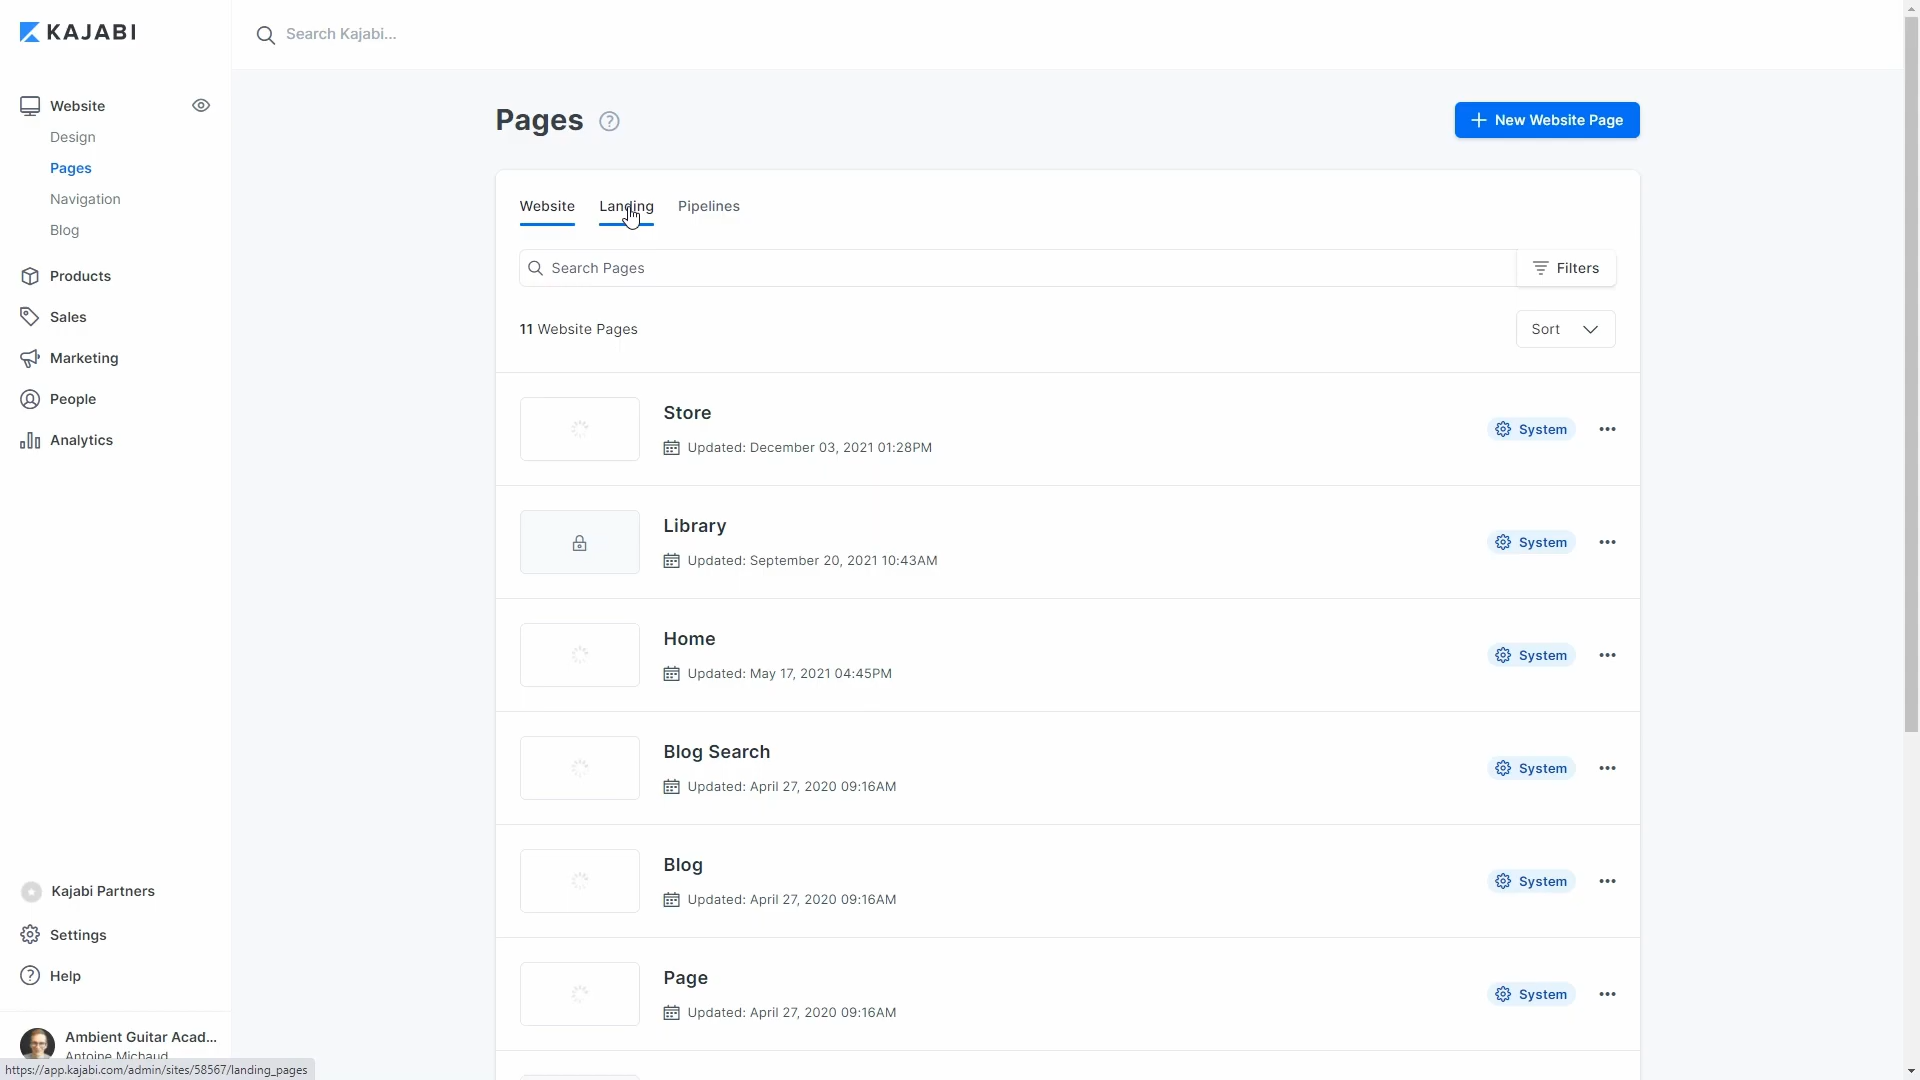 KAJABI
Search Kajabi...
Website
Design
Pages
Navigation
Blog
Products
Sales
Marketing
People
Analytics
Kajabi Partners
Settings
Help
Ambient Guitar Acad...
Antoine Michaud
https://app.kajabi.com/admin/sites/58567/landing_pages
Pages
New Website Page
Website Landing Pipelines
Search Pages
Filters
11 Website Pages
Sort
Store
Updated: December 03, 2021 01:28PM
System
Library
Updated: September 20, 2021 10:43AM
System
Home
Updated: May 17, 2021 04:45PM
System
Blog Search
Updated: April 27, 2020 09:16AM
System
Blog
Updated: April 27, 2020 09:16AM
System
Page
Updated: April 27, 2020 09:16AM
System